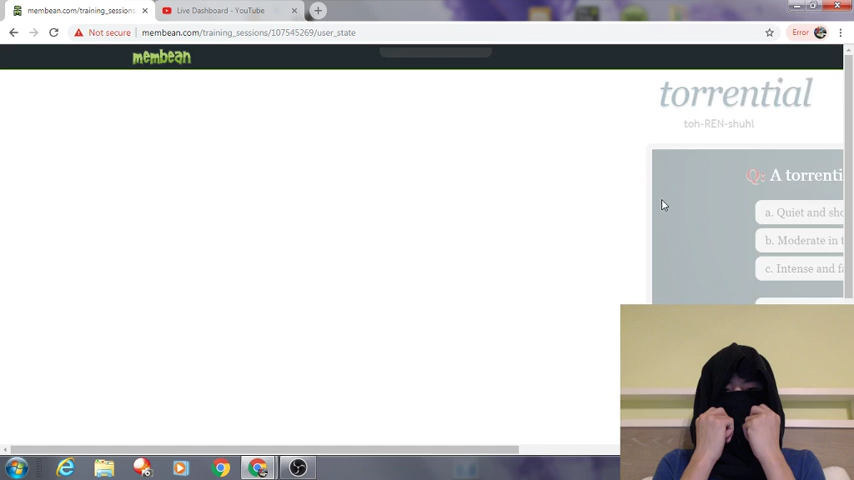 membean.com/training_sessions
Live Dashboard - YouTube
Not secure
membean.com/training_sessions/107545269/user_state
Error
membean
torrential
toh-REN-shuhl
Q: A torrenti
a. Quiet and sho
b. Moderate in t
c. Intense and fa